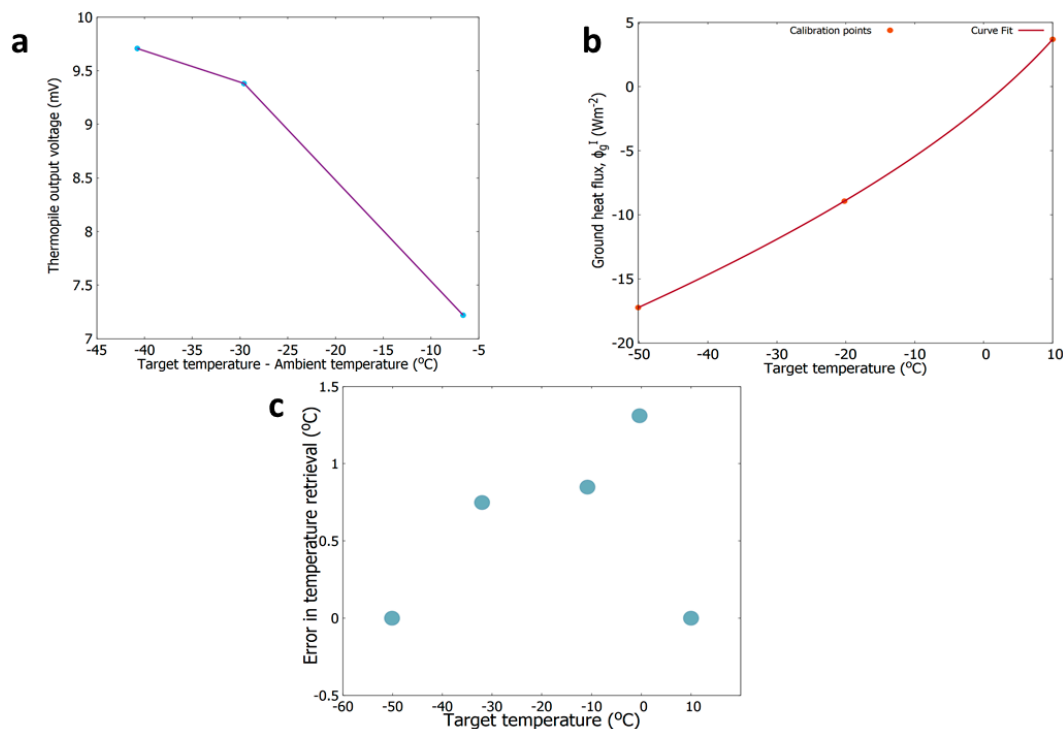 a
10
9.5
9
8.5
8
7.5
7
-45 -40 -35 -30 -25 -20 -15 -10 -5
Thermopile output voltage (mV)
Target temperature - Ambient temperature (°C)
b
5
0
-5
-10
-15
-20
-50 -40 -30 -20 -10 0 10
Calibration points Curve Fit
Ground heat flux, ϕgᴵ (Wm⁻²)
Target temperature (°C)
c
1.5
1
0.5
0
-0.5
-60 -50 -40 -30 -20 -10 0 10
Error in temperature retrieval (°C)
Target temperature (°C)